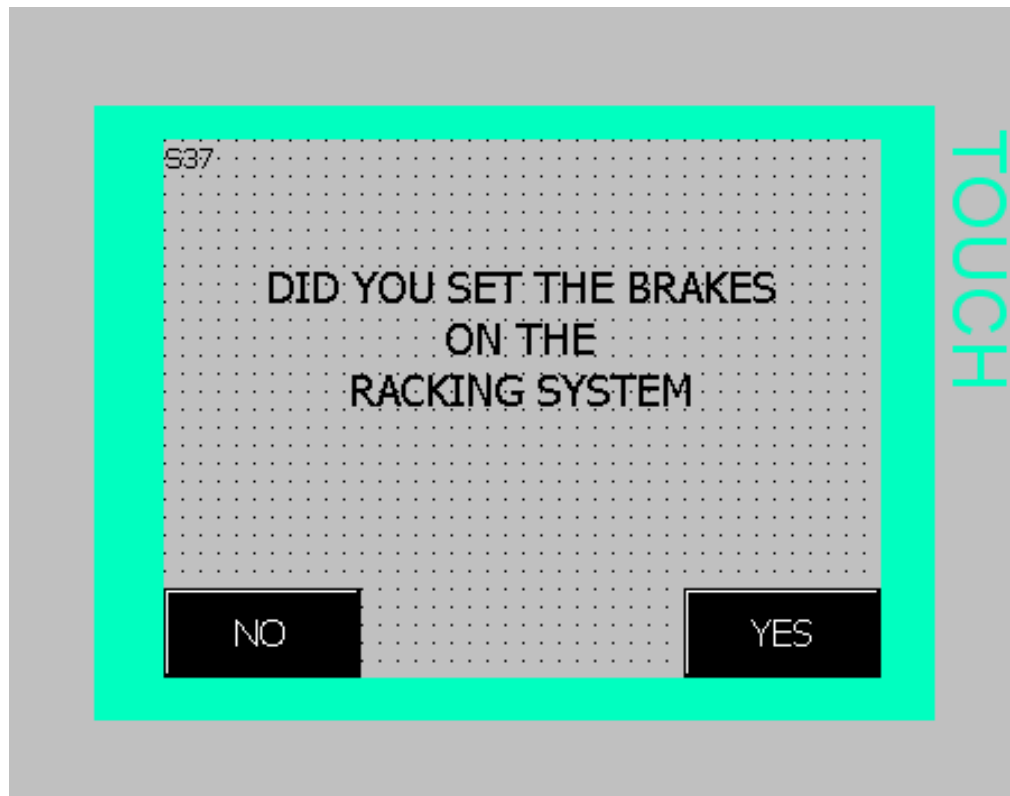 S37
DID YOU SET THE BRAKES
ON THE
RACKING SYSTEM
NO
YES
TOUCH